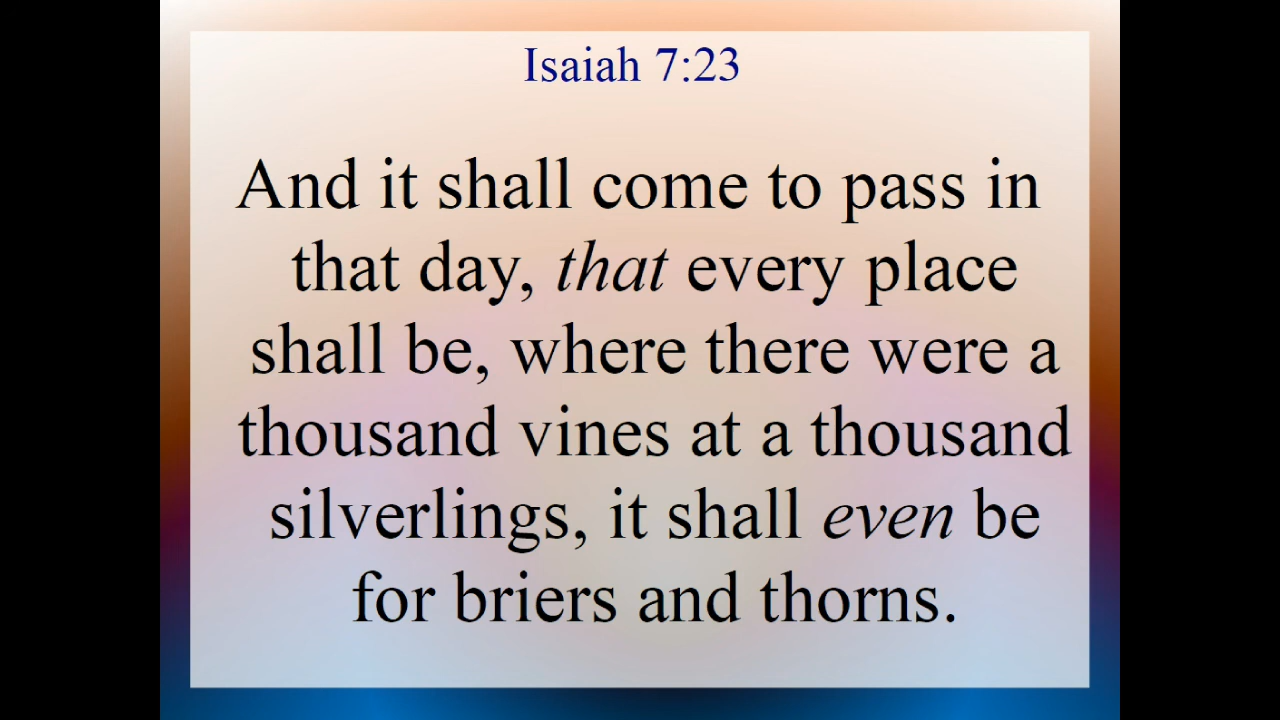 Isaiah 7:23
And it shall come to pass in
that day, that every place
shall be, where there were a
thousand vines at a thousand
silverlings, it shall even be
for briers and thorns.